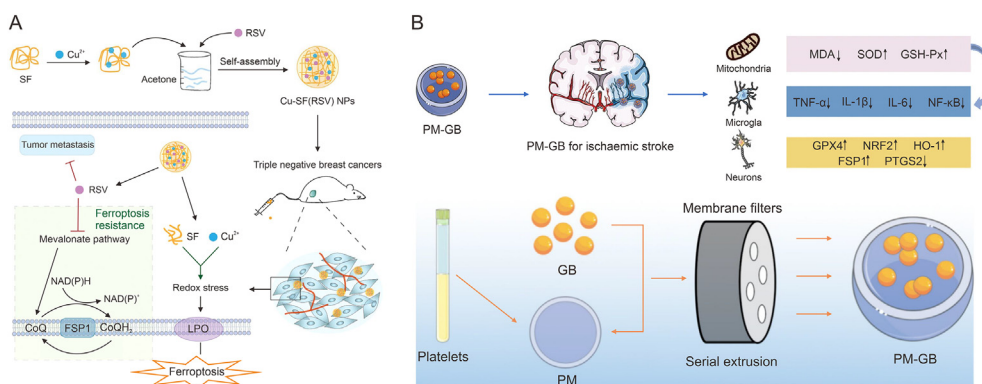 A
SF
Cu²⁺
RSV
Acetone
Self-assembly
Cu-SF(RSV) NPs
Triple negative breast cancers
Tumor metastasis
RSV
Ferroptosis
resistance
Mevalonate pathway
SF
Cu²⁺
NAD(P)H
NAD(P)⁺
Redox stress
CoQ
FSP1
CoQH₂
LPO
Ferroptosis
B
PM-GB
PM-GB for ischaemic stroke
Mitochondria
MDA↓ SOD↑ GSH-Px↑
Microglia
TNF-α↓ IL-1β↓ IL-6↓ NF-κB↓
Neurons
GPX4↑ NRF2↑ HO-1↑
FSP1↑ PTGS2↓
Platelets
GB
PM
Membrane filters
Serial extrusion
PM-GB